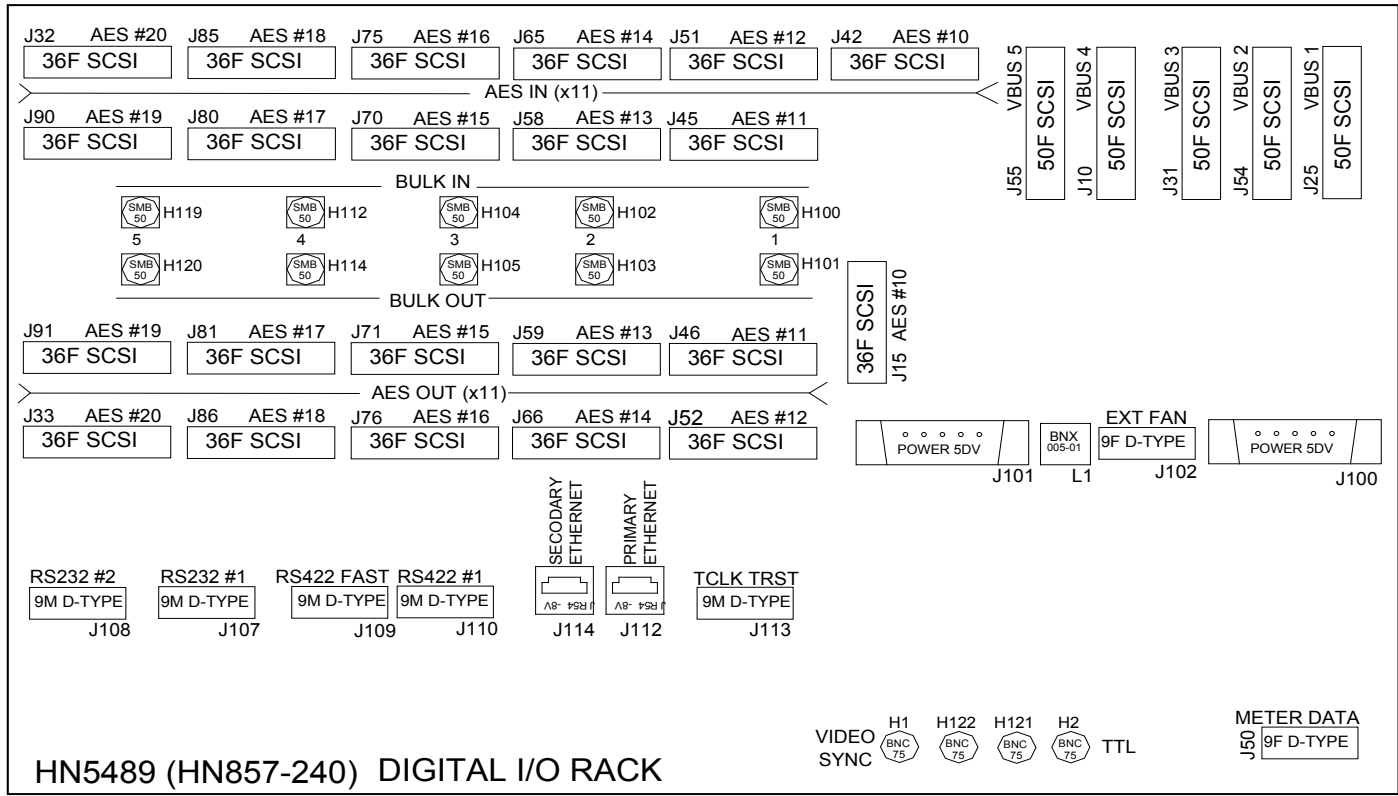 J32 AES #20 J85 AES #18 J75 AES #16 J65 AES #14 J51 AES #12 J42 AES #10
36F SCSI 36F SCSI 36F SCSI 36F SCSI 36F SCSI 36F SCSI
AES IN (x11)
J90 AES #19 J80 AES #17 J70 AES #15 J58 AES #13 J45 AES #11
36F SCSI 36F SCSI 36F SCSI 36F SCSI 36F SCSI
J55 VBUS 5
50F SCSI
J10 VBUS 4
50F SCSI
J31 VBUS 3
50F SCSI
J54 VBUS 2
50F SCSI
J25 VBUS 1
50F SCSI
BULK IN
SMB 50 H119 SMB 50 H112 SMB 50 H104 SMB 50 H102 SMB 50 H100
5 4 3 2 1
SMB 50 H120 SMB 50 H114 SMB 50 H105 SMB 50 H103 SMB 50 H101
BULK OUT
36F SCSI
J15 AES #10
J91 AES #19 J81 AES #17 J71 AES #15 J59 AES #13 J46 AES #11
36F SCSI 36F SCSI 36F SCSI 36F SCSI 36F SCSI
AES OUT (x11)
J33 AES #20 J86 AES #18 J76 AES #16 J66 AES #14 J52 AES #12
36F SCSI 36F SCSI 36F SCSI 36F SCSI 36F SCSI
POWER 5DV
J101
BNX
005-01
L1
EXT FAN
9F D-TYPE
J102
POWER 5DV
J100
SECODARY
ETHERNET
PRIMARY
ETHERNET
RS232 #2 RS232 #1 RS422 FAST RS422 #1 TCLK TRST
9M D-TYPE 9M D-TYPE 9M D-TYPE 9M D-TYPE JR54 -8V JR54 -8V 9M D-TYPE
J108 J107 J109 J110 J114 J112 J113
H1 H122 H121 H2
VIDEO
SYNC
BNC 75 BNC 75 BNC 75 BNC 75 TTL
METER DATA
J50 9F D-TYPE
HN5489 (HN857-240) DIGITAL I/O RACK